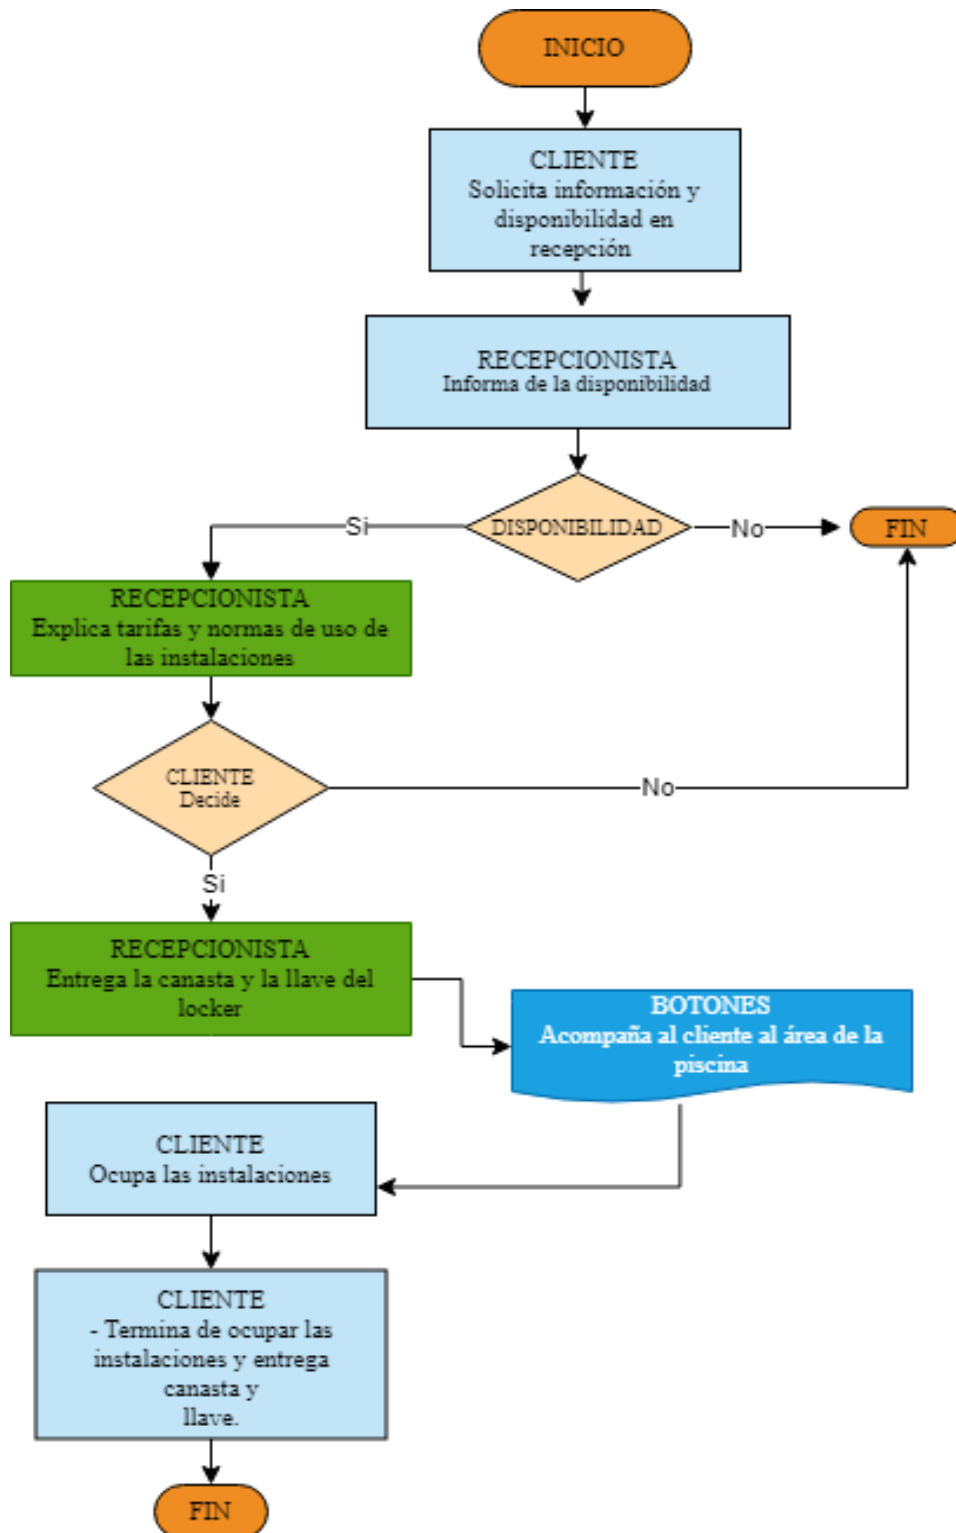 INICIO
CLIENTE
Solicita información y
disponibilidad en
recepción
RECEPCIONISTA
Informa de la disponibilidad
DISPONIBILIDAD
Si
No
FIN
RECEPCIONISTA
Explica tarifas y normas de uso de
las instalaciones
CLIENTE
Decide
No
Si
RECEPCIONISTA
Entrega la canasta y la llave del
locker
BOTONES
Acompaña al cliente al área de la
piscina
CLIENTE
Ocupa las instalaciones
CLIENTE
- Termina de ocupar las
instalaciones y entrega
canasta y
llave.
FIN